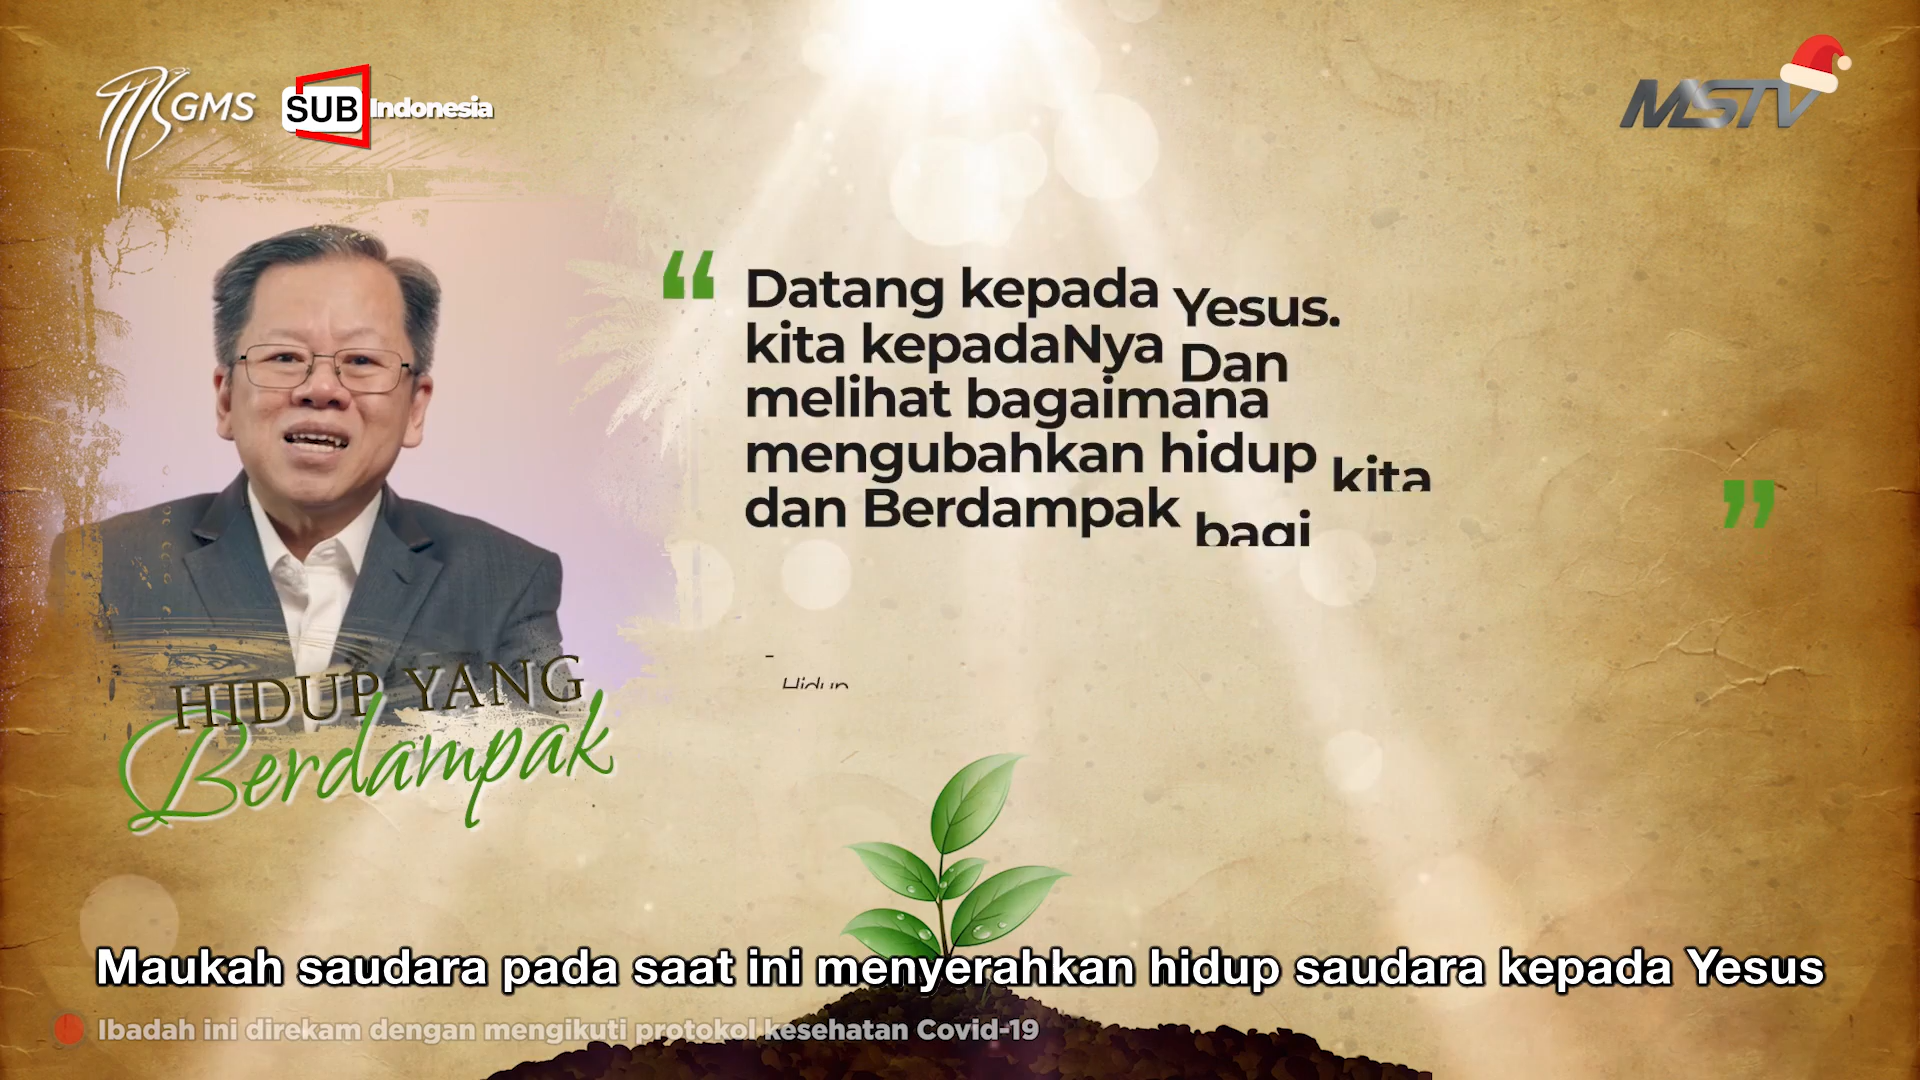 GMS
SUB Indonesia
MSTV
“ Datang kepada Yesus.
kita kepadaNya Dan
melihat bagaimana
mengubahkan hidup kita
dan Berdampak bagi ”
-
Hidup
HIDUP YANG
Berdampak
Maukah saudara pada saat ini menyerahkan hidup saudara kepada Yesus
Ibadah ini direkam dengan mengikuti protokol kesehatan Covid-19